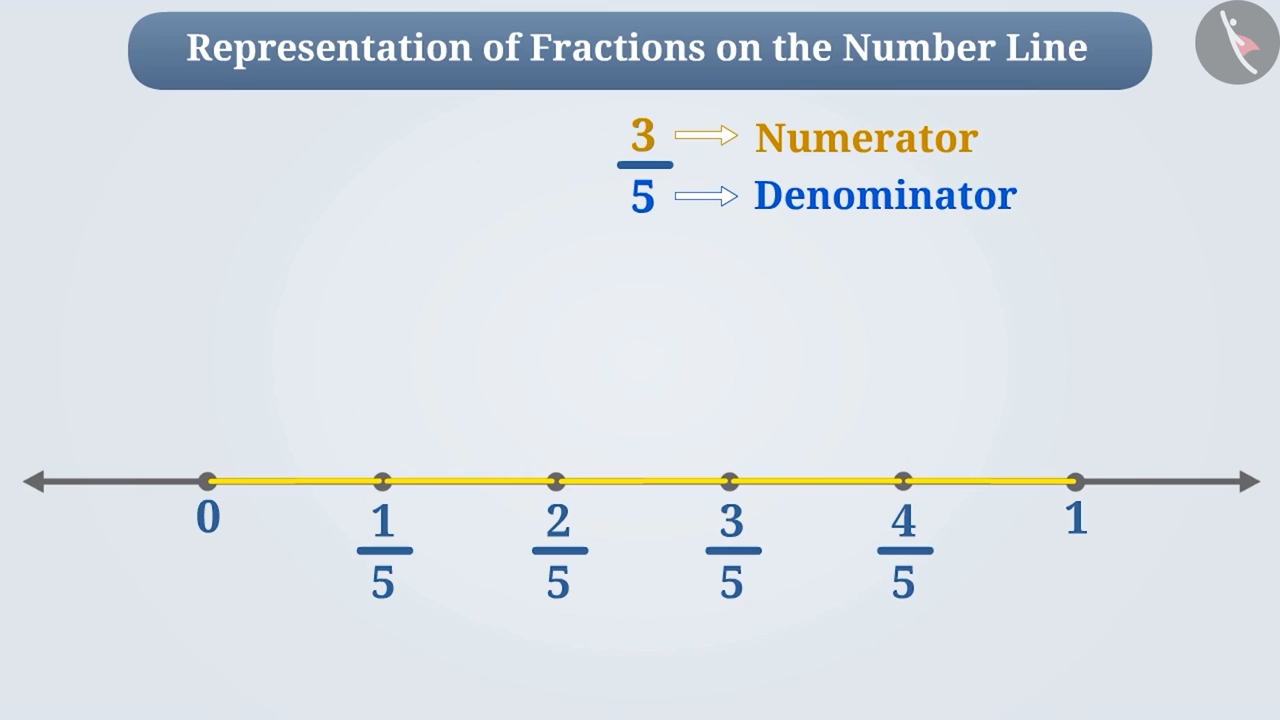 Representation of Fractions on the Number Line
3 Numerator
5 Denominator
0 1/5 2/5 3/5 4/5 1